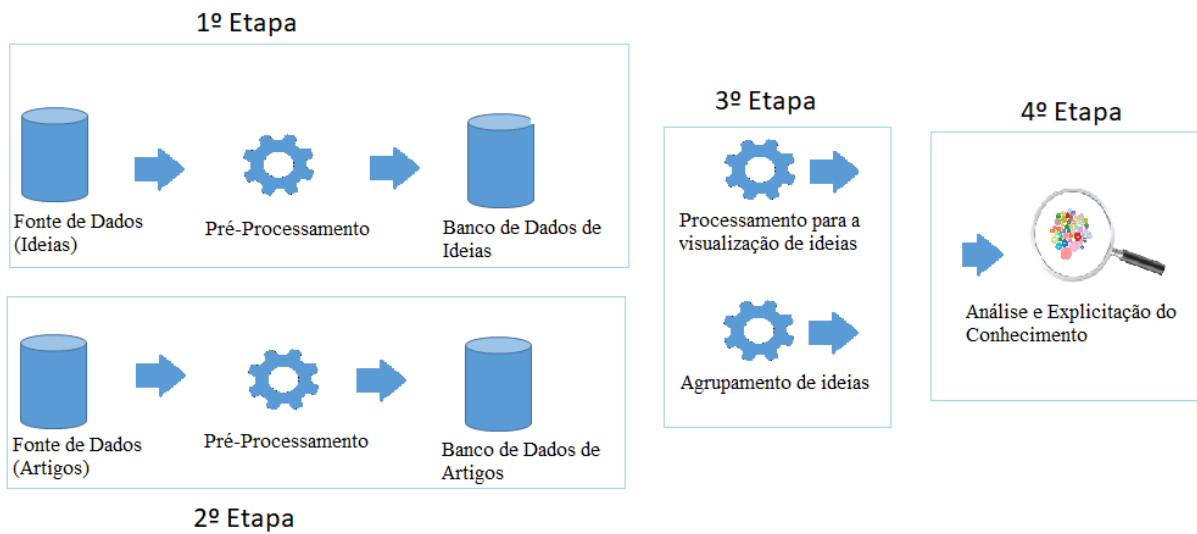 1º Etapa
Fonte de Dados
(Ideias)
Pré-Processamento
Banco de Dados de
Ideias
Fonte de Dados
(Artigos)
Pré-Processamento
Banco de Dados de
Artigos
2º Etapa
3º Etapa
Processamento para a
visualização de ideias
Agrupamento de ideias
4º Etapa
Análise e Explicitação do
Conhecimento